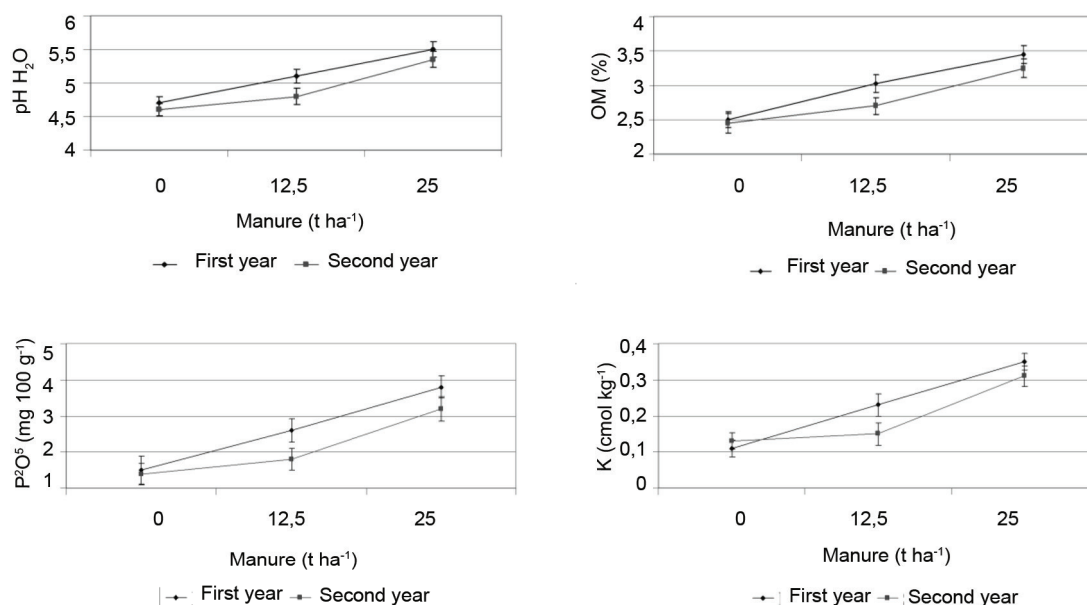 pH H₂O
6
5,5
5
4,5
4
0 12,5 25
Manure (t ha⁻¹)
First year Second year
OM (%)
4
3,5
3
2,5
2
0 12,5 25
Manure (t ha⁻¹)
First year Second year
P²O⁵ (mg 100 g⁻¹)
5
4
3
2
1
0 12,5 25
Manure (t ha⁻¹)
First year Second year
K (cmol kg⁻¹)
0,4
0,3
0,2
0,1
0
0 12,5 25
Manure (t ha⁻¹)
First year Second year